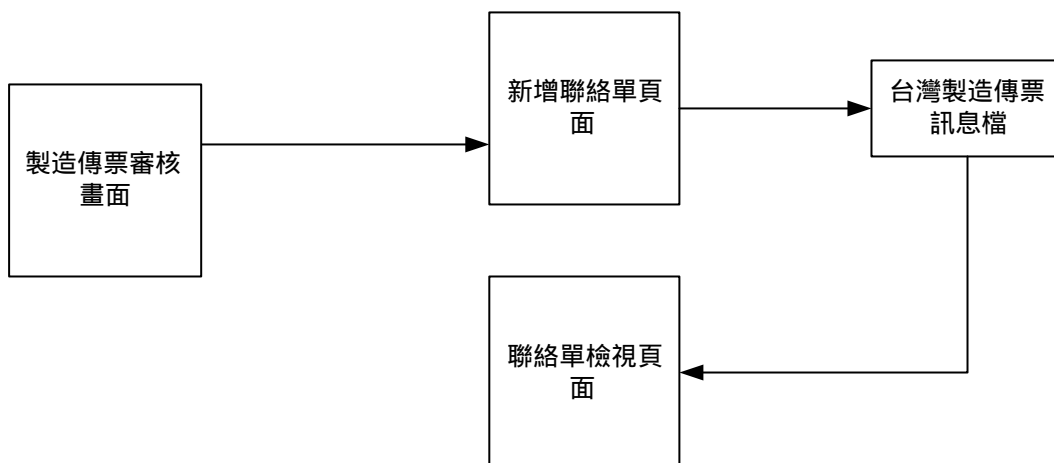 新增聯絡單頁
面
台灣製造傳票
訊息檔
製造傳票審核
畫面
聯絡單檢視頁
面